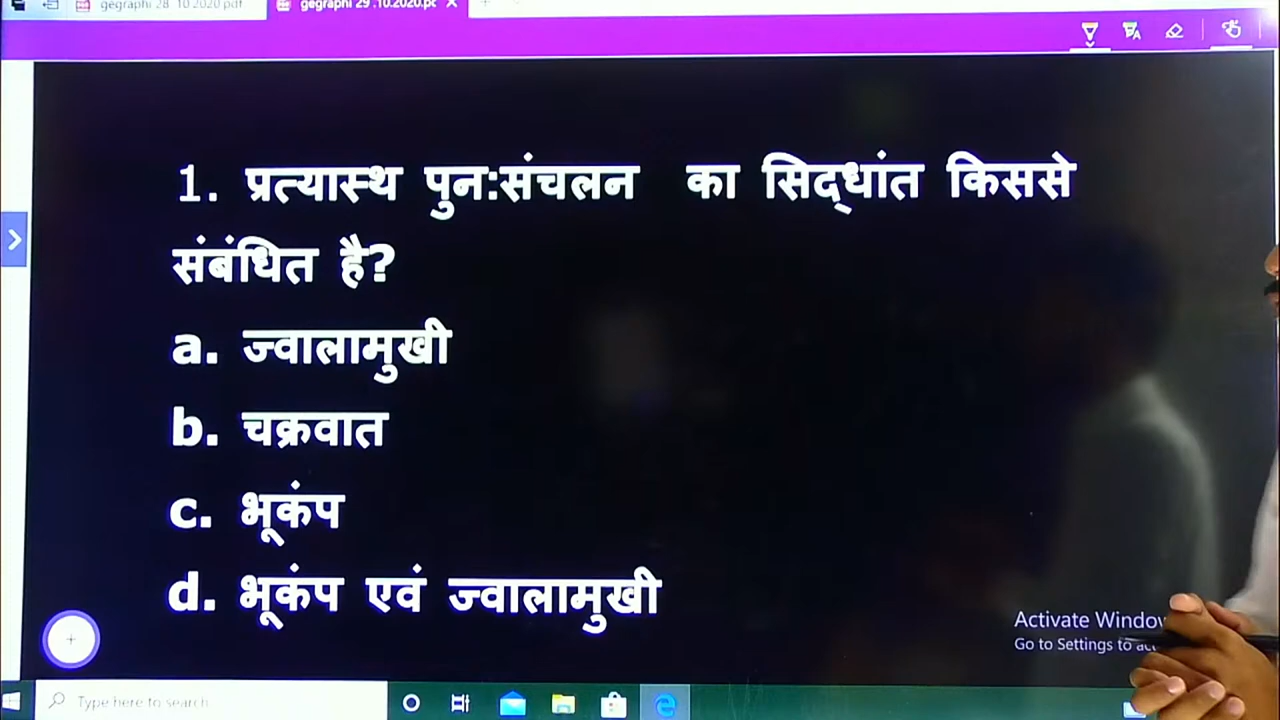 gegraphi 28 10.2020 pdf
gegraphi 29 .10.2020.pc
1. प्रत्यास्थ पुन:संचलन का सिद्धांत किससे
संबंधित है?
a. ज्वालामुखी
b. चक्रवात
c. भूकंप
d. भूकंप एवं ज्वालामुखी
Activate Window
Go to Settings to
Type here to search